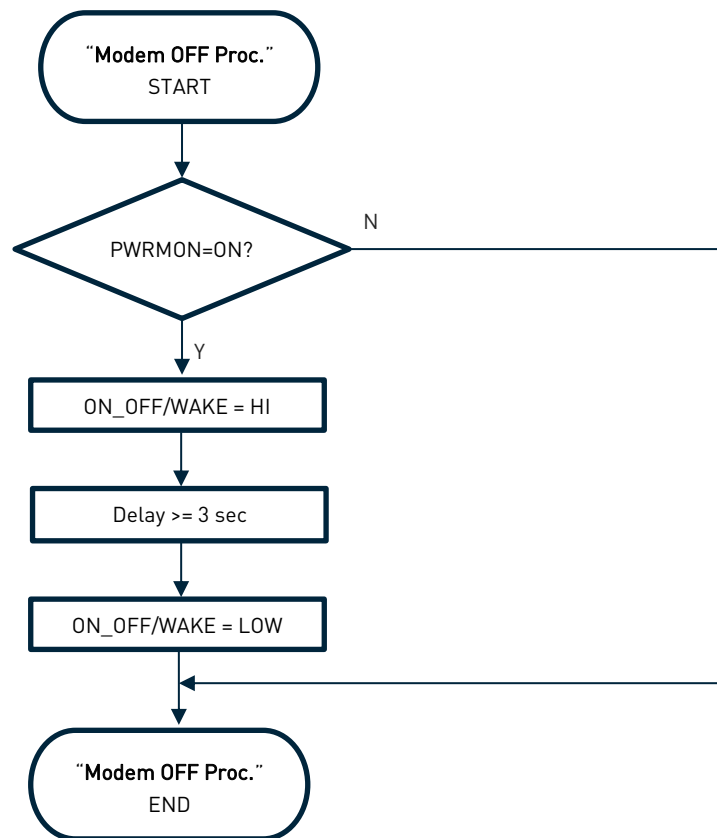 “Modem OFF Proc.”
START
PWRMON=ON?
N
Y
ON_OFF/WAKE = HI
Delay >= 3 sec
ON_OFF/WAKE = LOW
“Modem OFF Proc.”
END